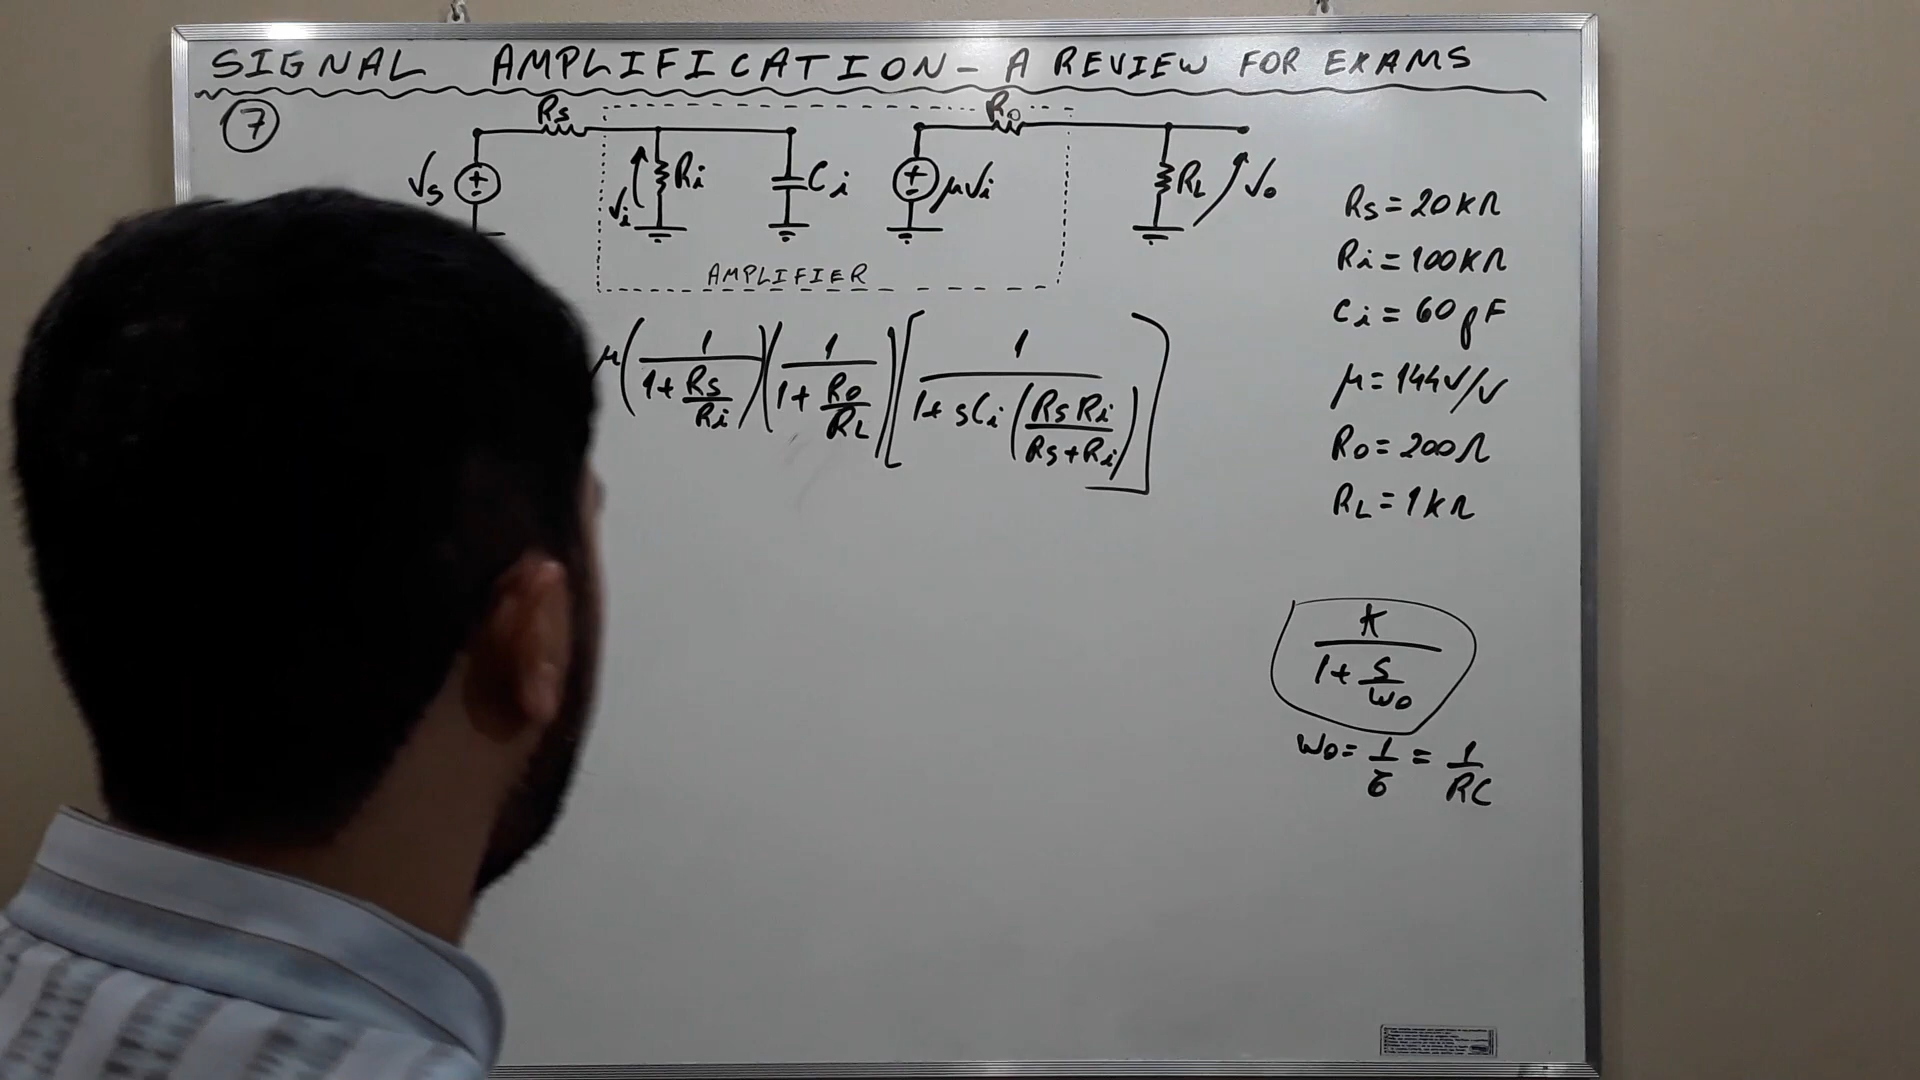 SIGNAL AMPLIFICATION - A REVIEW FOR EXAMS
7
Rs
Ro
Vs
Vi
Ri
Ci
μVi
RL
Vo
AMPLIFIER
Rs = 20kΩ
Ri = 100kΩ
Ci = 60pF
μ = 144V/V
Ro = 200Ω
RL = 1kΩ
μ(1/(1+Rs/Ri))(1/(1+Ro/RL))[1/(1+sCi(RsRi/(Rs+Ri)))]
K/(1+s/ω0)
ω0 = 1/σ = 1/RC